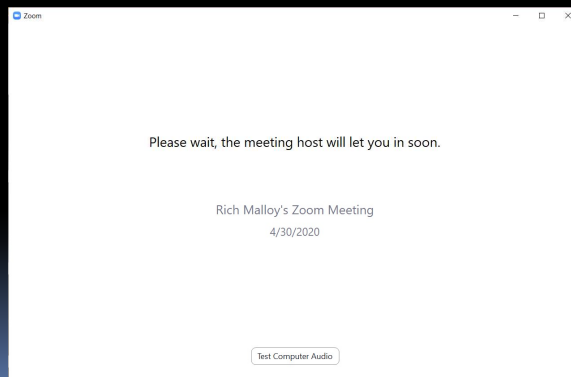 Zoom
Please wait, the meeting host will let you in soon.
Rich Malloy's Zoom Meeting
4/30/2020
Test Computer Audio